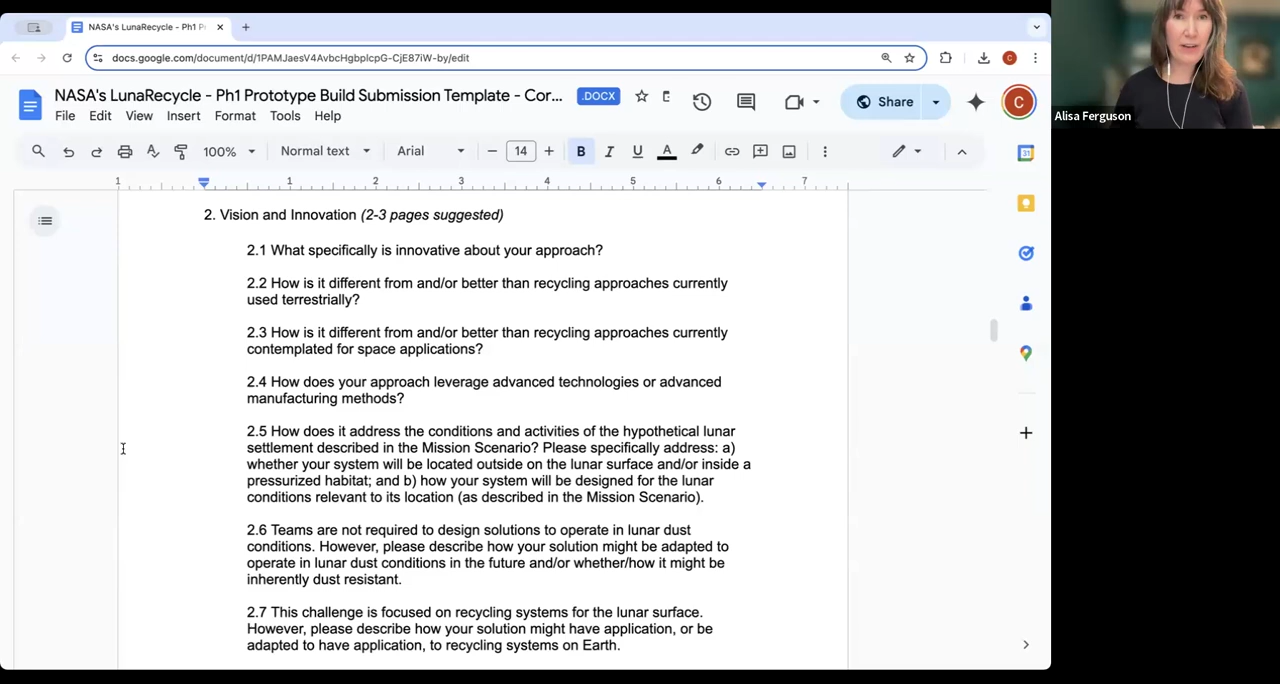 NASA's LunaRecycle - Ph1 P
docs.google.com/document/d/1PAMJaesV4AvbcHgbplcpG-CjE87iW-by/edit
C
NASA's LunaRecycle - Ph1 Prototype Build Submission Template - Cor...
.DOCX
Share
C
File Edit View Insert Format Tools Help
100% Normal text Arial 14 B I U A
1 1 2 3 4 5 6 7
2. Vision and Innovation (2-3 pages suggested)
2.1 What specifically is innovative about your approach?
2.2 How is it different from and/or better than recycling approaches currently
used terrestrially?
2.3 How is it different from and/or better than recycling approaches currently
contemplated for space applications?
2.4 How does your approach leverage advanced technologies or advanced
manufacturing methods?
2.5 How does it address the conditions and activities of the hypothetical lunar
settlement described in the Mission Scenario? Please specifically address: a)
whether your system will be located outside on the lunar surface and/or inside a
pressurized habitat; and b) how your system will be designed for the lunar
conditions relevant to its location (as described in the Mission Scenario).
2.6 Teams are not required to design solutions to operate in lunar dust
conditions. However, please describe how your solution might be adapted to
operate in lunar dust conditions in the future and/or whether/how it might be
inherently dust resistant.
2.7 This challenge is focused on recycling systems for the lunar surface.
However, please describe how your solution might have application, or be
adapted to have application, to recycling systems on Earth.
Alisa Ferguson